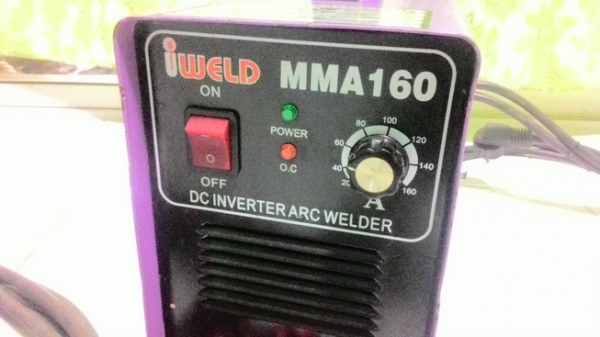 iWELD MMA160
ON
POWER
O.C
OFF
20 40 60 80 100 120 140 160
A
DC INVERTER ARC WELDER